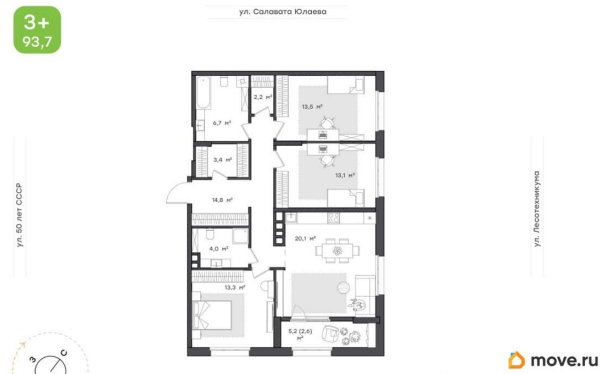 3+
93,7
ул. Салавата Юлаева
6,7 м²
2,2 м²
13,5 м²
3,4 м²
13,1 м²
14,8 м²
ул. 50 лет СССР
ул. Лесотехникума
4,0 м²
20,1 м²
13,3 м²
5,2 (2,6)
м²
З
С
move.ru